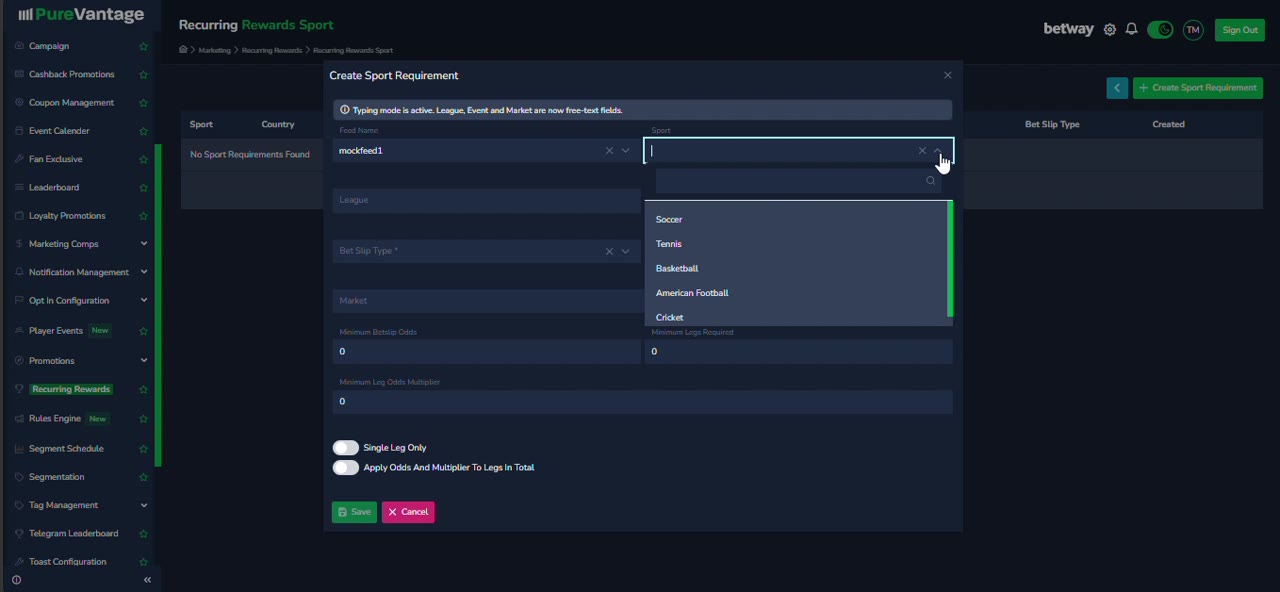 PureVantage
Campaign
Cashback Promotions
Coupon Management
Event Calender
Fan Exclusive
Leaderboard
Loyalty Promotions
Marketing Comps
Notification Management
Opt In Configuration
Player Events New
Promotions
Recurring Rewards
Rules Engine New
Segment Schedule
Segmentation
Tag Management
Telegram Leaderboard
Toast Configuration
Recurring Rewards Sport
Marketing > Recurring Rewards > Recurring Rewards Sport
betway
TM
Sign Out
+ Create Sport Requirement
Sport Country Bet Slip Type Created
No Sport Requirements Found
Create Sport Requirement
Typing mode is active. League, Event and Market are now free-text fields.
Feed Name
mockfeed1
Sport
Soccer
Tennis
Basketball
American Football
Cricket
League
Bet Slip Type *
Market
Minimum Betslip Odds
0
Minimum Legs Required
0
Minimum Leg Odds Multiplier
0
Single Leg Only
Apply Odds And Multiplier To Legs In Total
Save
Cancel